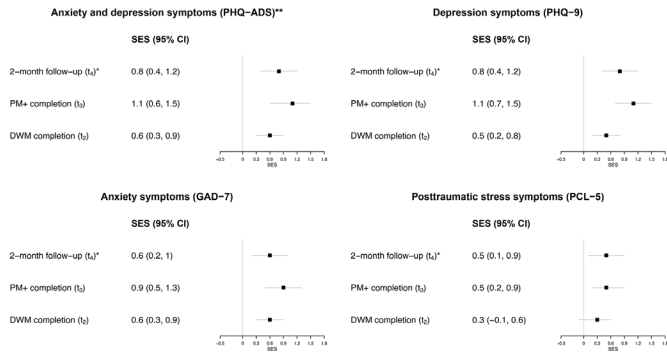 Anxiety and depression symptoms (PHQ−ADS)**
SES (95% CI)
2−month follow−up (t₄)* 0.8 (0.4, 1.2)
PM+ completion (t₃) 1.1 (0.6, 1.5)
DWM completion (t₂) 0.6 (0.3, 0.9)
−0.5 0 0.3 0.6 0.9 1.2 1.5 1.8
SES
Depression symptoms (PHQ−9)
SES (95% CI)
2−month follow−up (t₄)* 0.8 (0.4, 1.2)
PM+ completion (t₃) 1.1 (0.7, 1.5)
DWM completion (t₂) 0.5 (0.2, 0.8)
−0.5 0 0.3 0.6 0.9 1.2 1.5 1.8
SES
Anxiety symptoms (GAD−7)
SES (95% CI)
2−month follow−up (t₄)* 0.6 (0.2, 1)
PM+ completion (t₃) 0.9 (0.5, 1.3)
DWM completion (t₂) 0.6 (0.3, 0.9)
−0.5 0 0.3 0.6 0.9 1.2 1.5 1.8
SES
Posttraumatic stress symptoms (PCL−5)
SES (95% CI)
2−month follow−up (t₄)* 0.5 (0.1, 0.9)
PM+ completion (t₃) 0.5 (0.2, 0.9)
DWM completion (t₂) 0.3 (−0.1, 0.6)
−0.5 0 0.3 0.6 0.9 1.2 1.5 1.8
SES